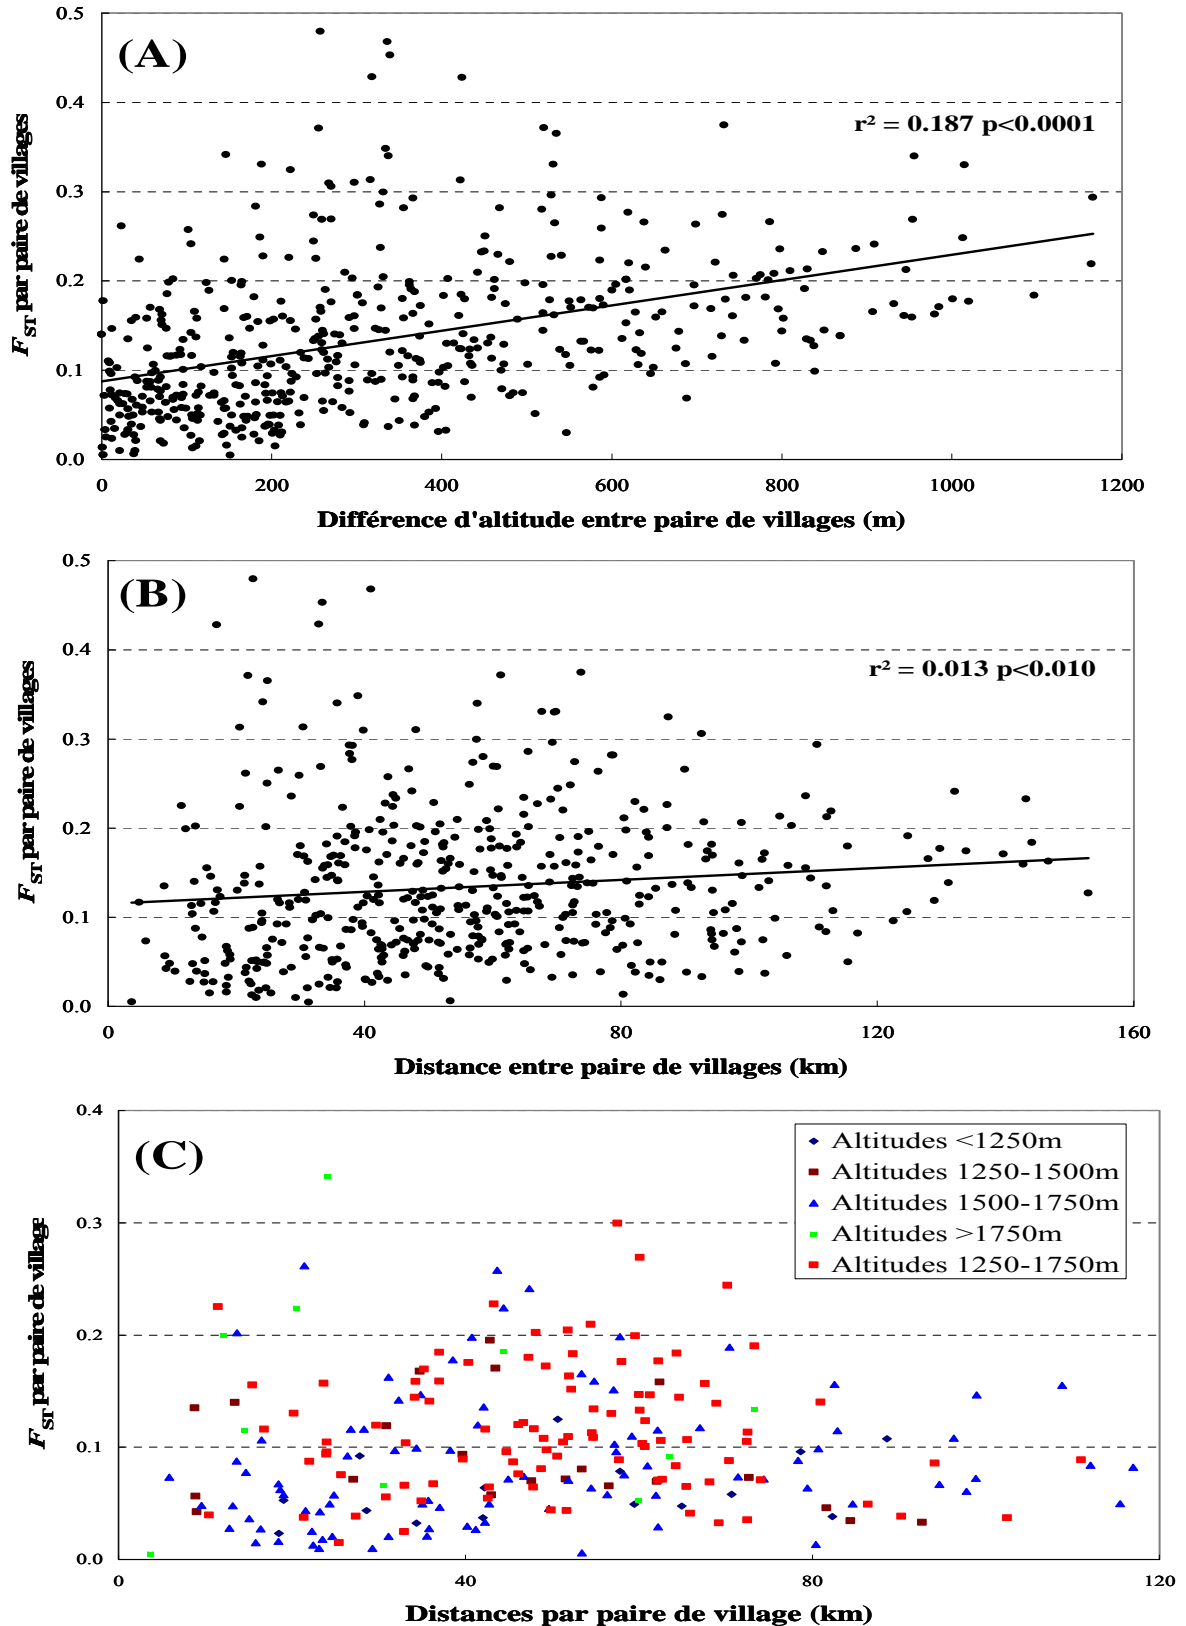 (A)
0.5
0.4
0.3
0.2
0.1
0.0
r² = 0.187 p<0.0001
FST par paire de villages
0 200 400 600 800 1000 1200
Différence d'altitude entre paire de villages (m)
(B)
0.5
0.4
0.3
0.2
0.1
0.0
r² = 0.013 p<0.010
FST par paire de villages
0 40 80 120 160
Distance entre paire de villages (km)
(C)
0.4
0.3
0.2
0.1
0.0
Altitudes <1250m
Altitudes 1250-1500m
Altitudes 1500-1750m
Altitudes >1750m
Altitudes 1250-1750m
FST par paire de village
0 40 80 120
Distances par paire de village (km)